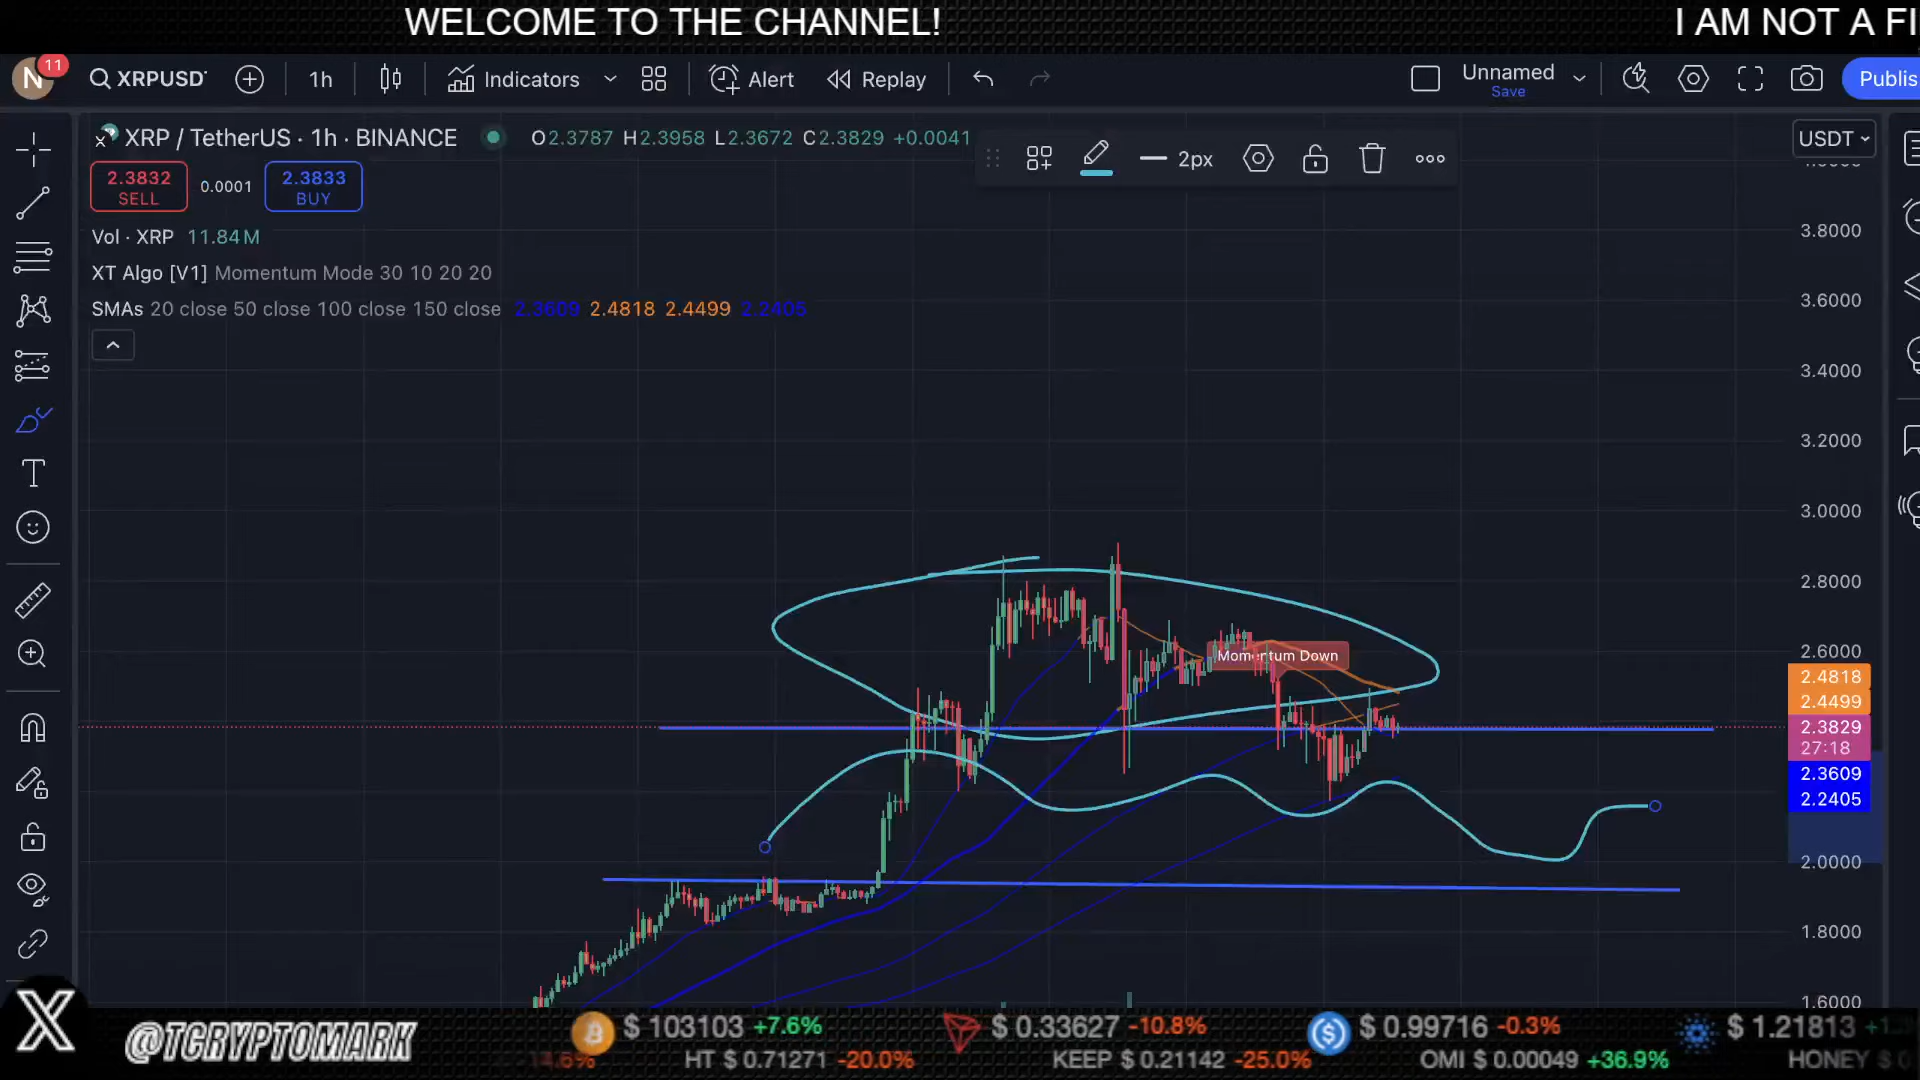 WELCOME TO THE CHANNEL!
I AM NOT A FI
N
11
XRPUSD
1h
Indicators
Alert
Replay
Unnamed
Save
Publis
XRP / TetherUS · 1h · BINANCE
O2.3787 H2.3958 L2.3672 C2.3829 +0.0041
2px
USDT
2.3832
SELL
0.0001
2.3833
BUY
Vol · XRP 11.84M
XT Algo [V1] Momentum Mode 30 10 20 20
SMAs 20 close 50 close 100 close 150 close 2.3609 2.4818 2.4499 2.2405
3.8000
3.6000
3.4000
3.2000
3.0000
2.8000
2.6000
Momentum Down
2.4818
2.4499
2.3829
27:18
2.3609
2.2405
2.0000
1.8000
1.6000
X
@TCRYPTOMARK
$ 103103 +7.6%
$ 0.33627 -10.8%
$ 0.99716 -0.3%
$ 1.21813
HT $ 0.71271 -20.0%
KEEP $ 0.21142 -25.0%
OMI $ 0.00049 +36.9%
HONEY $